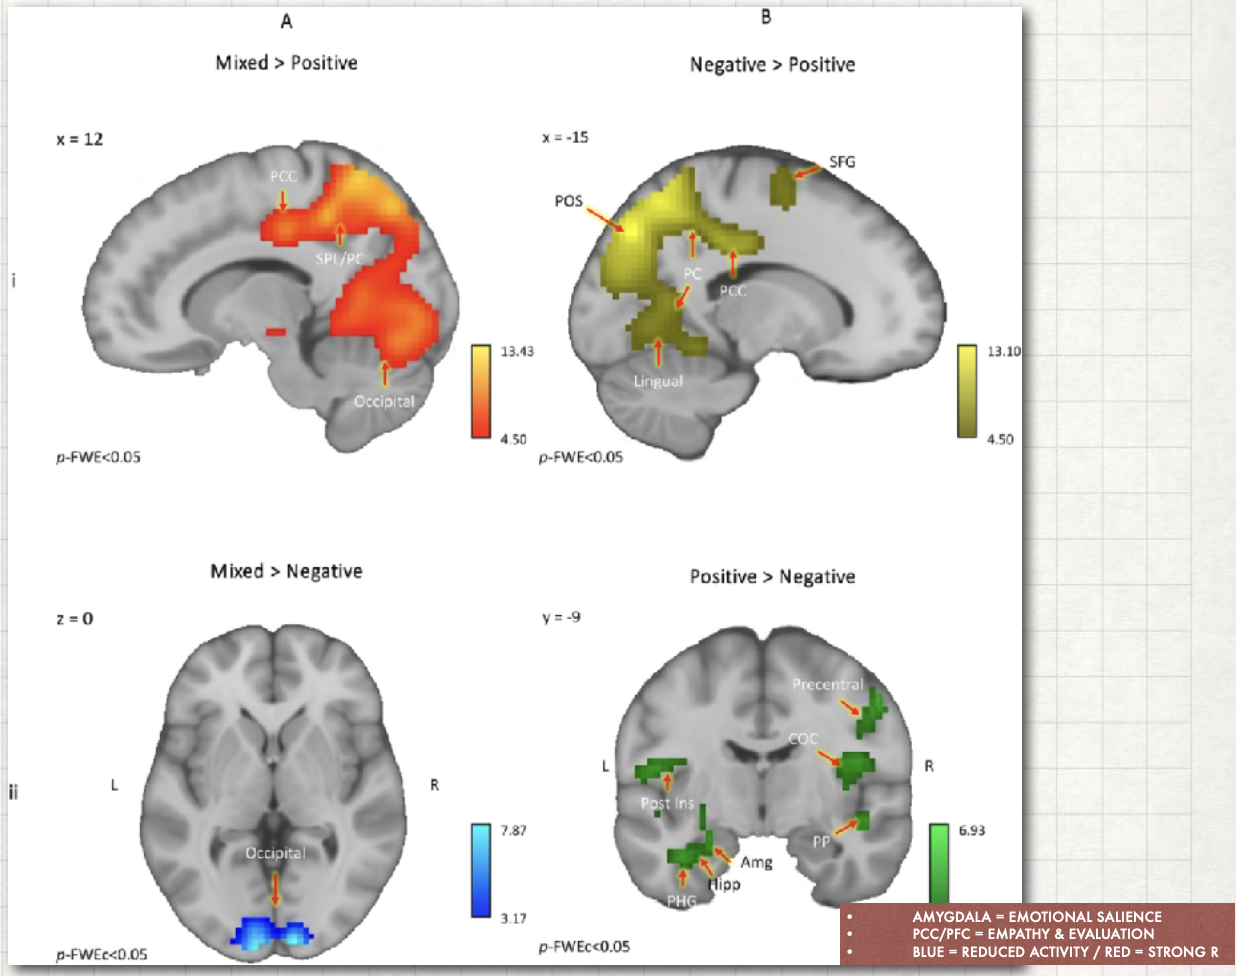 A
B
Mixed > Positive
Negative > Positive
x = 12
x = -15
PCC
SFG
POS
SPL/PC
PC
PCC
i
13.43
13.10
Lingual
Occipital
4.50
4.50
p-FWE<0.05
p-FWE<0.05
Mixed > Negative
Positive > Negative
z = 0
y = -9
Precentral
COC
L
R
L
R
ii
Post Ins
7.87
6.93
PP
Occipital
Amg
Hipp
PHG
3.17
p-FWEc<0.05
p-FWEc<0.05
• AMYGDALA = EMOTIONAL SALIENCE
• PCC/PFC = EMPATHY & EVALUATION
• BLUE = REDUCED ACTIVITY / RED = STRONG R